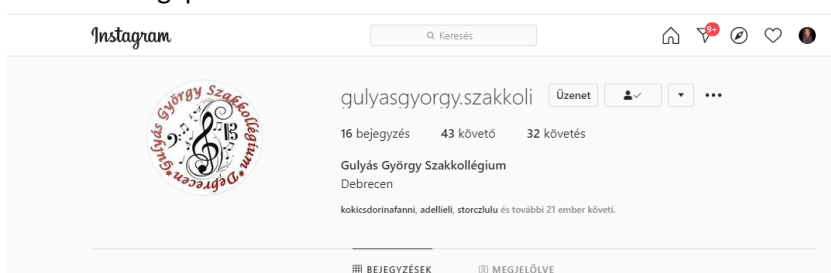 Instagram
Keresés
9+
Gulyás György Szakkollégium
Debrecen
gulyasgyorgy.szakkoli
Üzenet
16 bejegyzés 43 követő 32 követés
Gulyás György Szakkollégium
Debrecen
kokicsdorinafanni, adellieli, storczlulu és további 21 ember követi.
BEJEGYZÉSEK MEGJELÖLVE